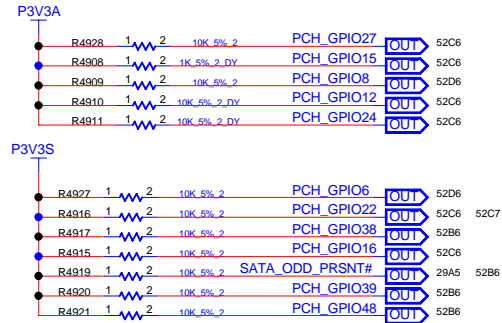 P3V3A
R4928 1 2 10K_5%_2 PCH_GPIO27 OUT 52C6
R4908 1 2 1K_5%_2_DY PCH_GPIO15 OUT 52C6
R4909 1 2 10K_5%_2 PCH_GPIO8 OUT 52D6
R4910 1 2 10K_5%_2_DY PCH_GPIO12 OUT 52C6
R4911 1 2 10K_5%_2_DY PCH_GPIO24 OUT 52C6
P3V3S
R4927 1 2 10K_5%_2 PCH_GPIO6 OUT 52D6
R4916 1 2 10K_5%_2 PCH_GPIO22 OUT 52C6 52C7
R4917 1 2 10K_5%_2 PCH_GPIO38 OUT 52B6
R4915 1 2 10K_5%_2 PCH_GPIO16 OUT 52C6
R4919 1 2 10K_5%_2 SATA_ODD_PRSNT# OUT 29A5 52B6
R4920 1 2 10K_5%_2 PCH_GPIO39 OUT 52B6
R4921 1 2 10K_5%_2 PCH_GPIO48 OUT 52B6